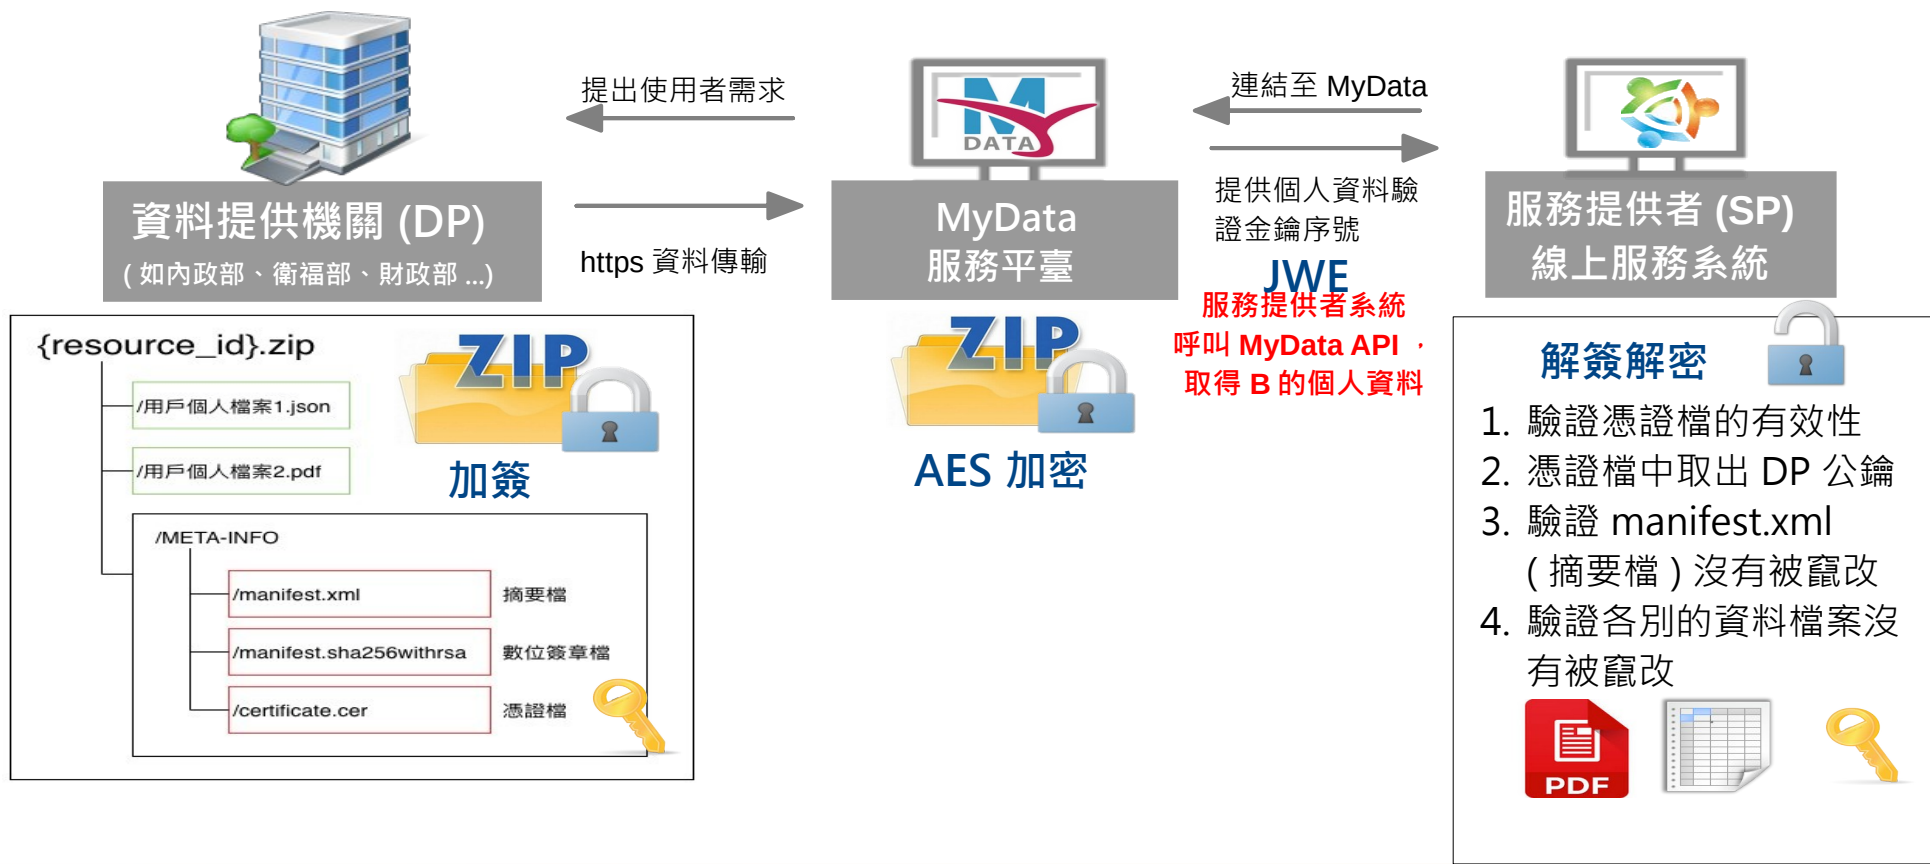 提出使用者需求
連結至 MyData
M
DATA
資料提供機關 (DP)
(如內政部、衛福部、財政部...)
https 資料傳輸
MyData
服務平臺
提供個人資料驗
證金鑰序號
JWE
服務提供者系統
呼叫 MyData API，
取得 B 的個人資料
服務提供者 (SP)
線上服務系統
{resource_id}.zip
/用戶個人檔案1.json
/用戶個人檔案2.pdf
ZIP
加簽
/META-INFO
/manifest.xml 摘要檔
/manifest.sha256withrsa 數位簽章檔
/certificate.cer 憑證檔
ZIP
AES 加密
解簽解密
1. 驗證憑證檔的有效性
2. 憑證檔中取出 DP 公鑰
3. 驗證 manifest.xml
(摘要檔) 沒有被竄改
4. 驗證各別的資料檔案沒
有被竄改
PDF